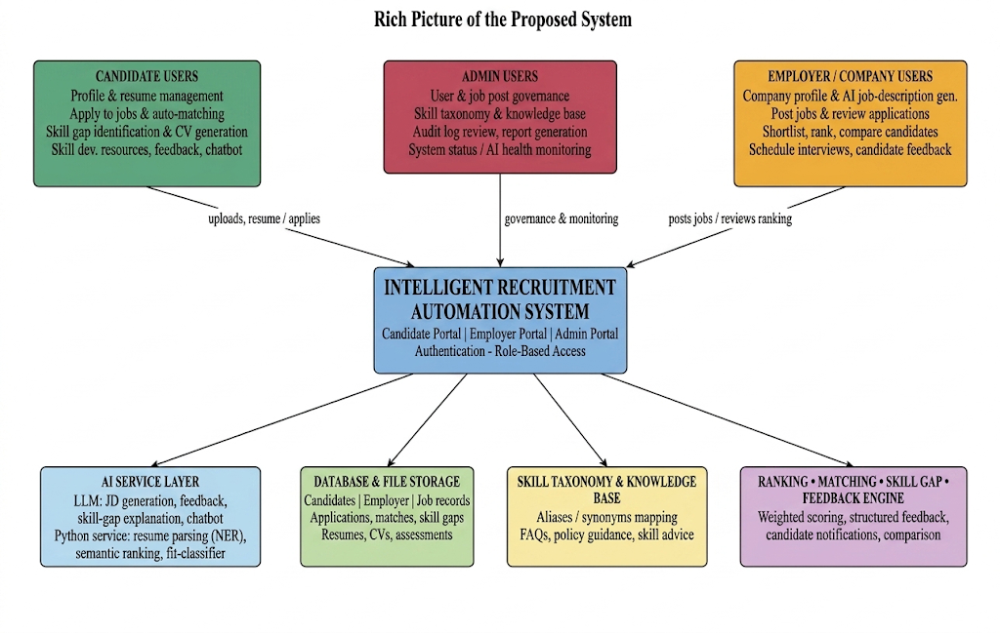 Rich Picture of the Proposed System
CANDIDATE USERS
Profile & resume management
Apply to jobs & auto-matching
Skill gap identification & CV generation
Skill dev. resources, feedback, chatbot
ADMIN USERS
User & job post governance
Skill taxonomy & knowledge base
Audit log review, report generation
System status / AI health monitoring
EMPLOYER / COMPANY USERS
Company profile & AI job-description gen.
Post jobs & review applications
Shortlist, rank, compare candidates
Schedule interviews, candidate feedback
uploads, resume / applies
governance & monitoring
posts jobs / reviews ranking
INTELLIGENT RECRUITMENT
AUTOMATION SYSTEM
Candidate Portal | Employer Portal | Admin Portal
Authentication - Role-Based Access
AI SERVICE LAYER
LLM: JD generation, feedback,
skill-gap explanation, chatbot
Python service: resume parsing (NER),
semantic ranking, fit-classifier
DATABASE & FILE STORAGE
Candidates | Employer | Job records
Applications, matches, skill gaps
Resumes, CVs, assessments
SKILL TAXONOMY & KNOWLEDGE
BASE
Aliases / synonyms mapping
FAQs, policy guidance, skill advice
RANKING • MATCHING • SKILL GAP •
FEEDBACK ENGINE
Weighted scoring, structured feedback,
candidate notifications, comparison